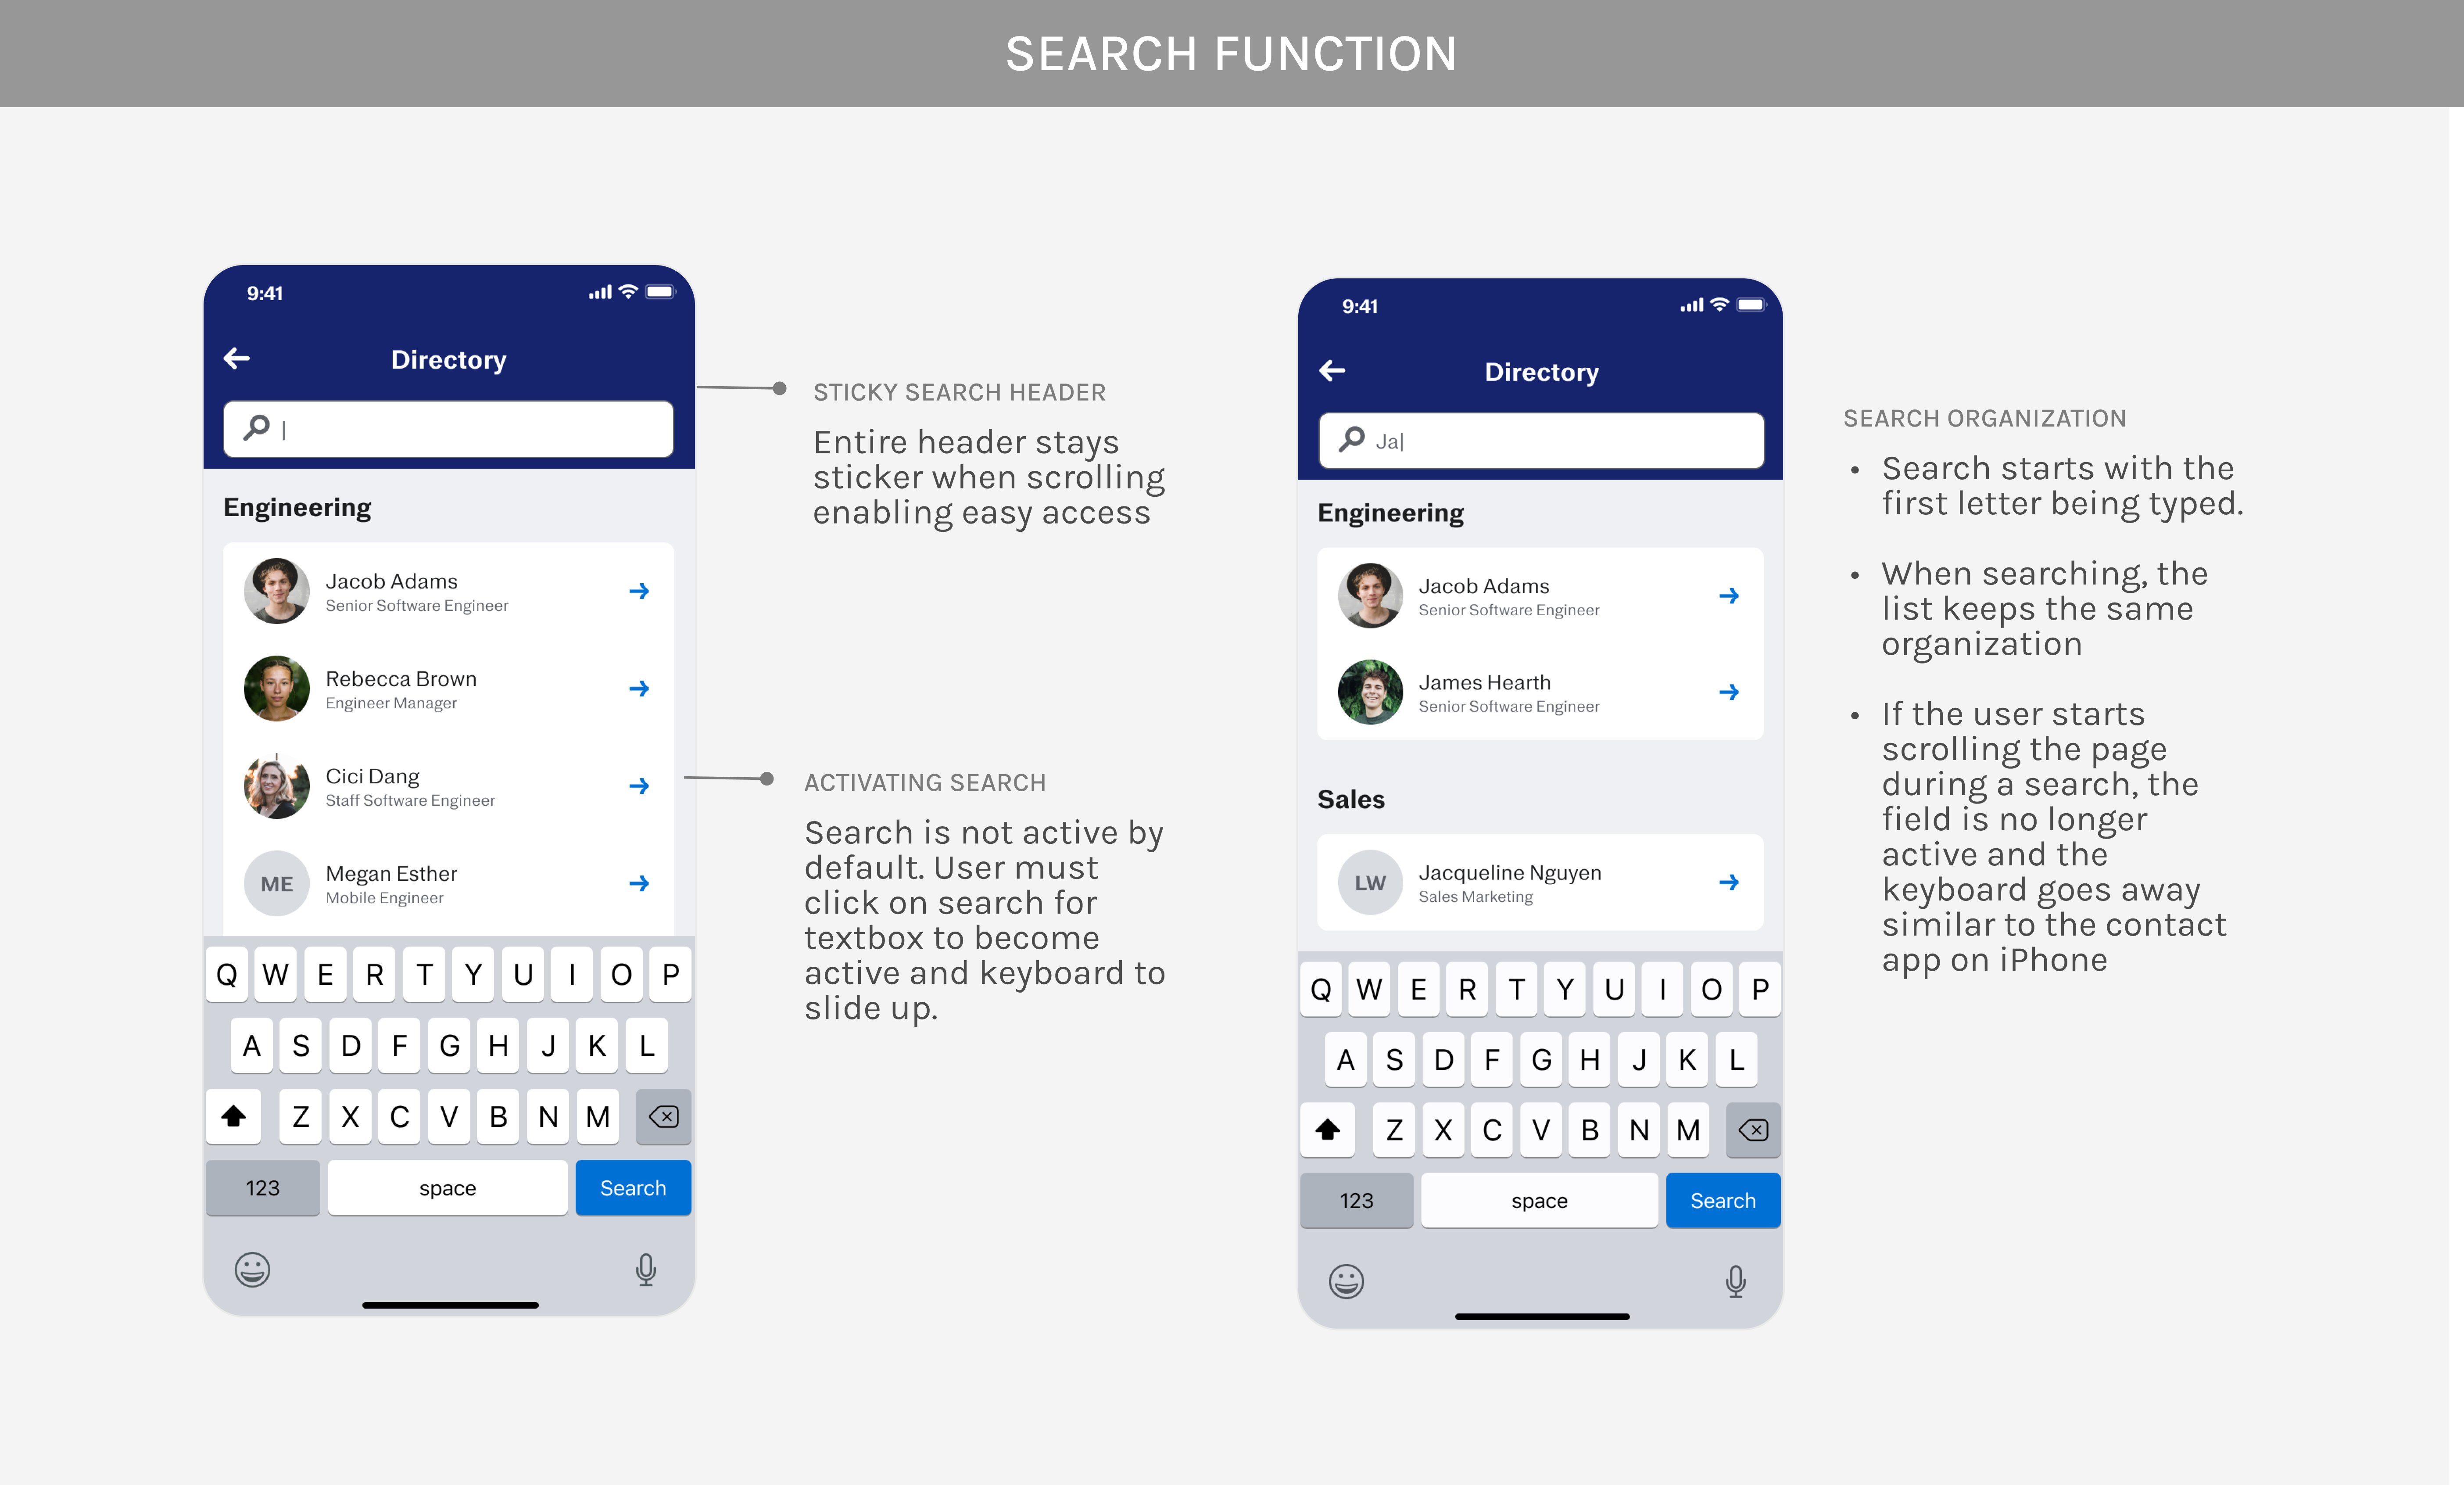 SEARCH FUNCTION
9:41
Directory
|
Engineering
Jacob Adams
Senior Software Engineer
Rebecca Brown
Engineer Manager
Cici Dang
Staff Software Engineer
ME
Megan Esther
Mobile Engineer
Q W E R T Y U I O P
A S D F G H J K L
Z X C V B N M
123 space Search
STICKY SEARCH HEADER
Entire header stays
sticker when scrolling
enabling easy access
ACTIVATING SEARCH
Search is not active by
default. User must
click on search for
textbox to become
active and keyboard to
slide up.
9:41
Directory
Ja|
Engineering
Jacob Adams
Senior Software Engineer
James Hearth
Senior Software Engineer
Sales
LW
Jacqueline Nguyen
Sales Marketing
Q W E R T Y U I O P
A S D F G H J K L
Z X C V B N M
123 space Search
SEARCH ORGANIZATION
• Search starts with the
first letter being typed.
• When searching, the
list keeps the same
organization
• If the user starts
scrolling the page
during a search, the
field is no longer
active and the
keyboard goes away
similar to the contact
app on iPhone